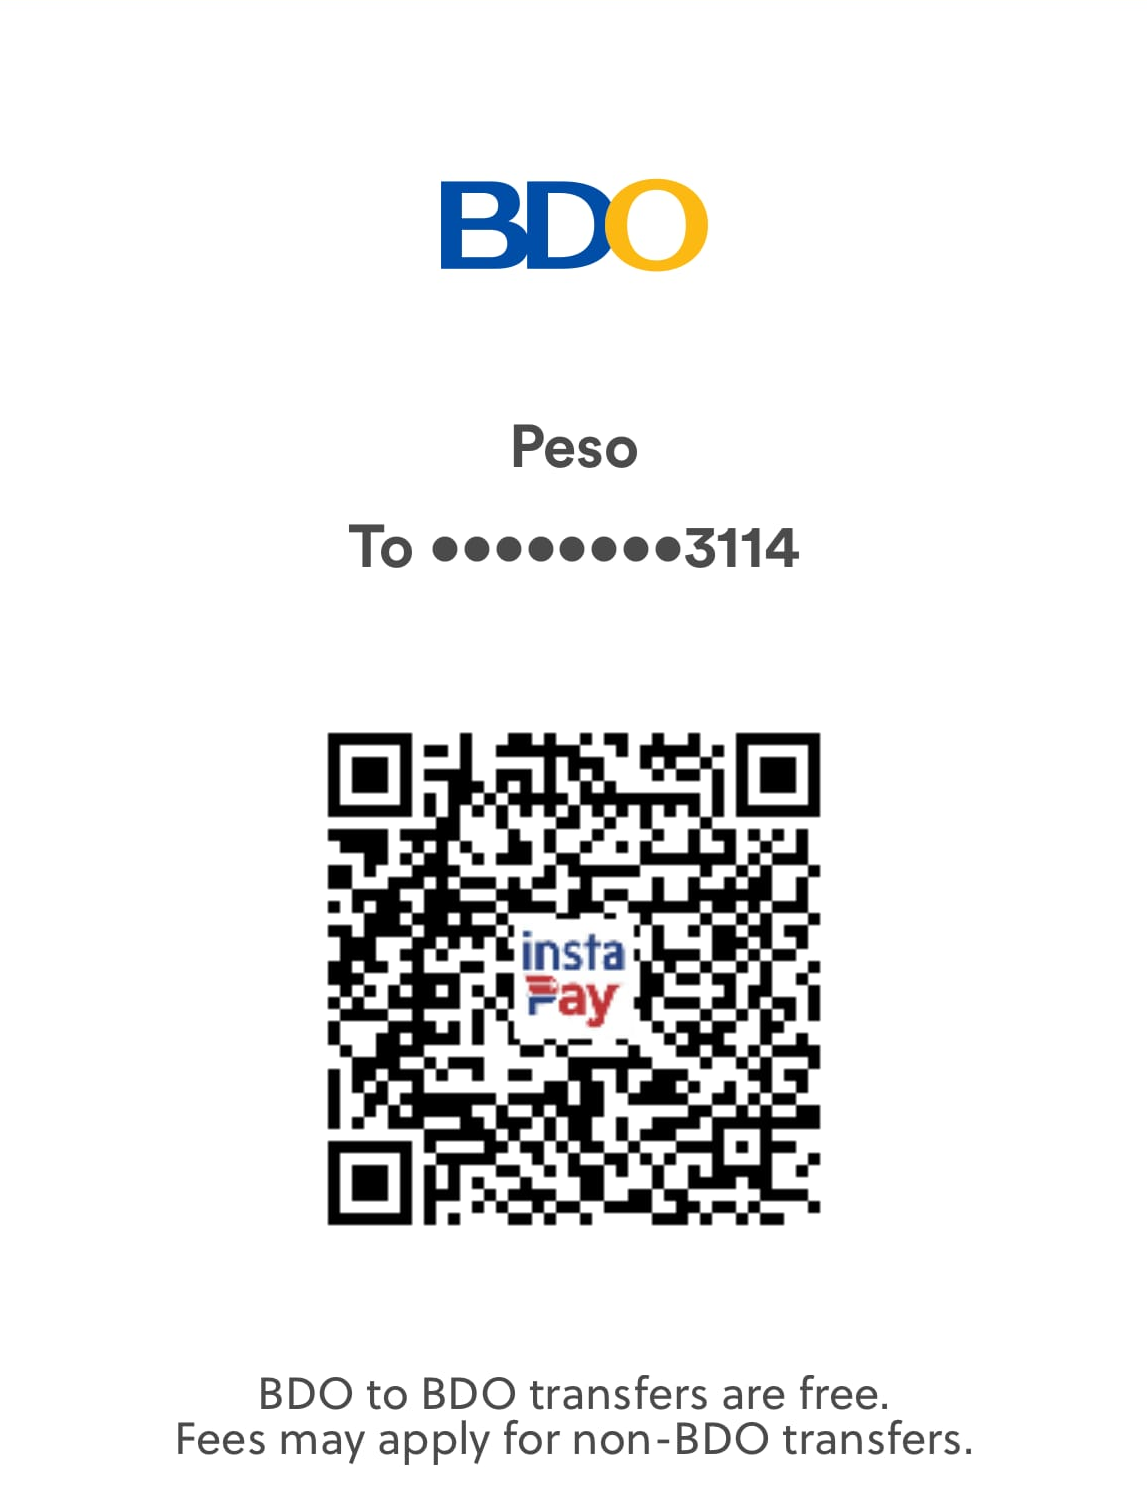 BDO
Peso
To ●●●●●●●●3114
insta
Pay
BDO to BDO transfers are free.
Fees may apply for non-BDO transfers.